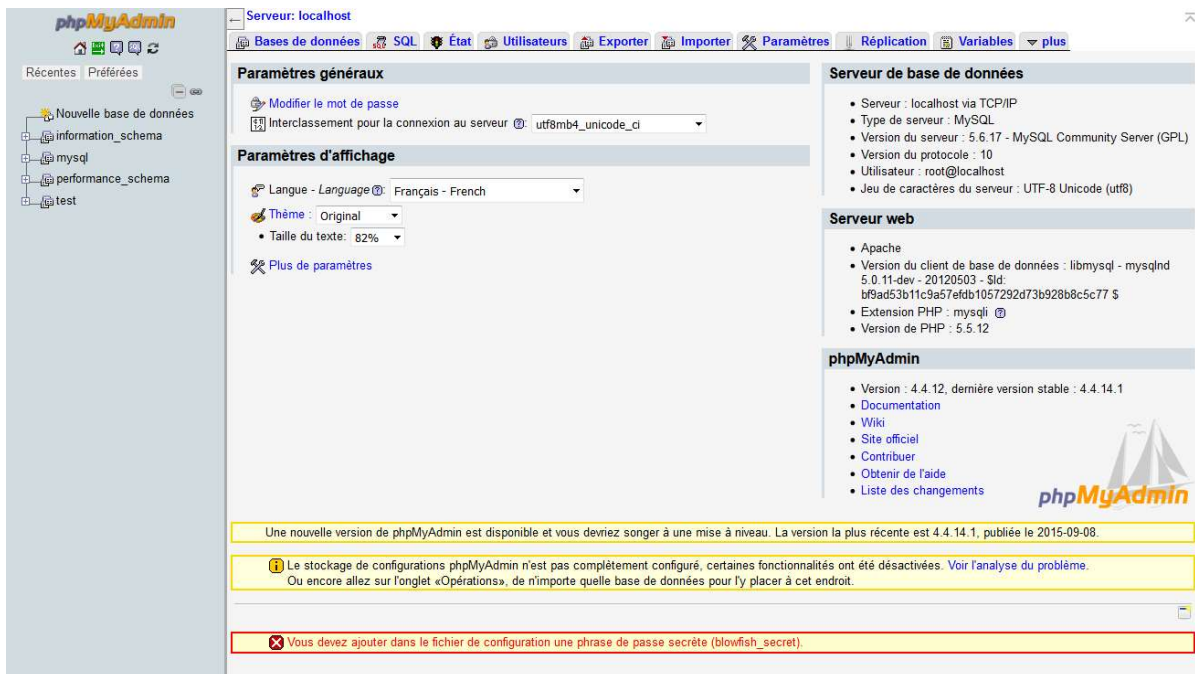 phpMyAdmin
Récentes Préférées
Nouvelle base de données
information_schema
mysql
performance_schema
test
Serveur: localhost
Bases de données SQL État Utilisateurs Exporter Importer Paramètres Réplication Variables plus
Paramètres généraux
Modifier le mot de passe
Interclassement pour la connexion au serveur : utf8mb4_unicode_ci
Paramètres d'affichage
Langue - Language : Français - French
Thème : Original
• Taille du texte: 82%
Plus de paramètres
Serveur de base de données
• Serveur : localhost via TCP/IP
• Type de serveur : MySQL
• Version du serveur : 5.6.17 - MySQL Community Server (GPL)
• Version du protocole : 10
• Utilisateur : root@localhost
• Jeu de caractères du serveur : UTF-8 Unicode (utf8)
Serveur web
• Apache
• Version du client de base de données : libmysql - mysqlnd
5.0.11-dev - 20120503 - $Id:
bf9ad53b11c9a57efdb1057292d73b928b8c5c77 $
• Extension PHP : mysqli
• Version de PHP : 5.5.12
phpMyAdmin
• Version : 4.4.12, dernière version stable : 4.4.14.1
• Documentation
• Wiki
• Site officiel
• Contribuer
• Obtenir de l'aide
• Liste des changements
phpMyAdmin
Une nouvelle version de phpMyAdmin est disponible et vous devriez songer à une mise à niveau. La version la plus récente est 4.4.14.1, publiée le 2015-09-08.
Le stockage de configurations phpMyAdmin n'est pas complètement configuré, certaines fonctionnalités ont été désactivées. Voir l'analyse du problème.
Ou encore allez sur l'onglet «Opérations», de n'importe quelle base de données pour l'y placer à cet endroit.
Vous devez ajouter dans le fichier de configuration une phrase de passe secrète (blowfish_secret).